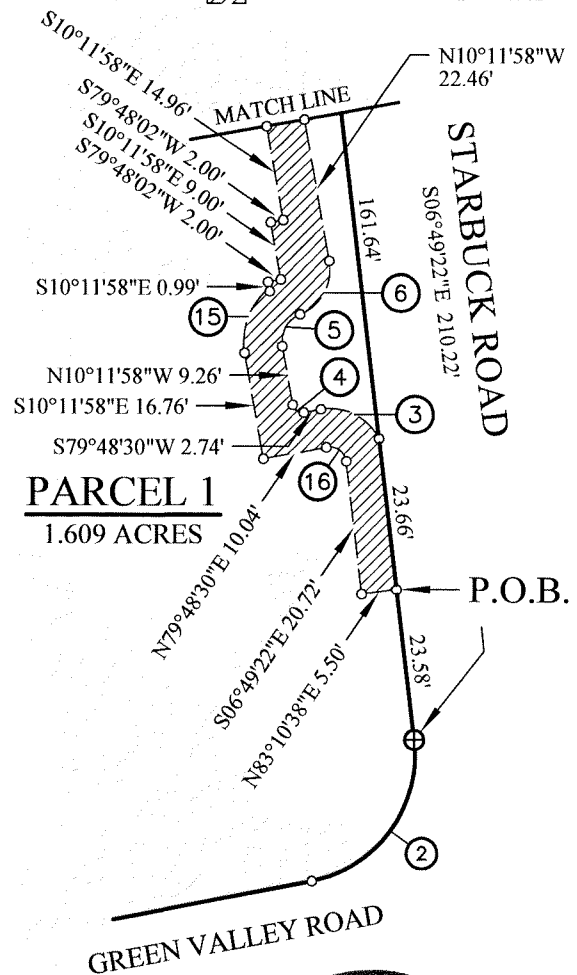 S10°11'58"E 14.96'
S79°48'02"W 2.00'
S10°11'58"E 9.00'
S79°48'02"W 2.00'
MATCH LINE
N10°11'58"W
22.46'
STARBUCK ROAD
S06°49'22"E 210.22'
161.64'
S10°11'58"E 0.99'
15
6
5
N10°11'58"W 9.26'
4
S10°11'58"E 16.76'
3
S79°48'30"W 2.74'
16
PARCEL 1
1.609 ACRES
23.66'
N79°48'30"E 10.04'
S06°49'22"E 20.72'
N83°10'38"E 5.50'
P.O.B.
23.58'
2
GREEN VALLEY ROAD